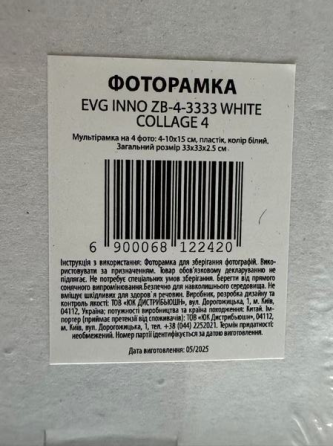 ФОТОРАМКА
EVG INNO ZB-4-3333 WHITE
COLLAGE 4
Мультірамка на 4 фото: 4-10х15 см, пластік, колір білий.
Загальний розмір 33х33х2.5 см
6 900068 122420
Інструкція з використання: Фоторамка для зберігання фотографій. Вико-
ристовувати за призначенням. Товар обов'язковому декларуванню не
підлягає. Не потребує спеціальних умов зберігання. Берегти від прямого
сонячного випромінювання.Безпечно для навколишнього середовища. Не
вміщує шкідливих для здоров'я речовин. Виробник, розробка дизайну та
контроль якості: ТОВ «ЮК ДИСТРИБЬЮШН», вул. Дорогожицька, 1, м. Київ,
04112, Україна; потужності виробництва та країна походження: Китай. Ім-
портер (приймає претензії від споживачів): ТОВ «ЮК Дистрибьюшн», 04112,
м. Київ, вул. Дорогожицька, 1, тел. +38 (044) 2252021. Термін придатності:
необмежений. Номер партії ідентифікується за датою виготовлення.
Дата виготовлення: 05/2025